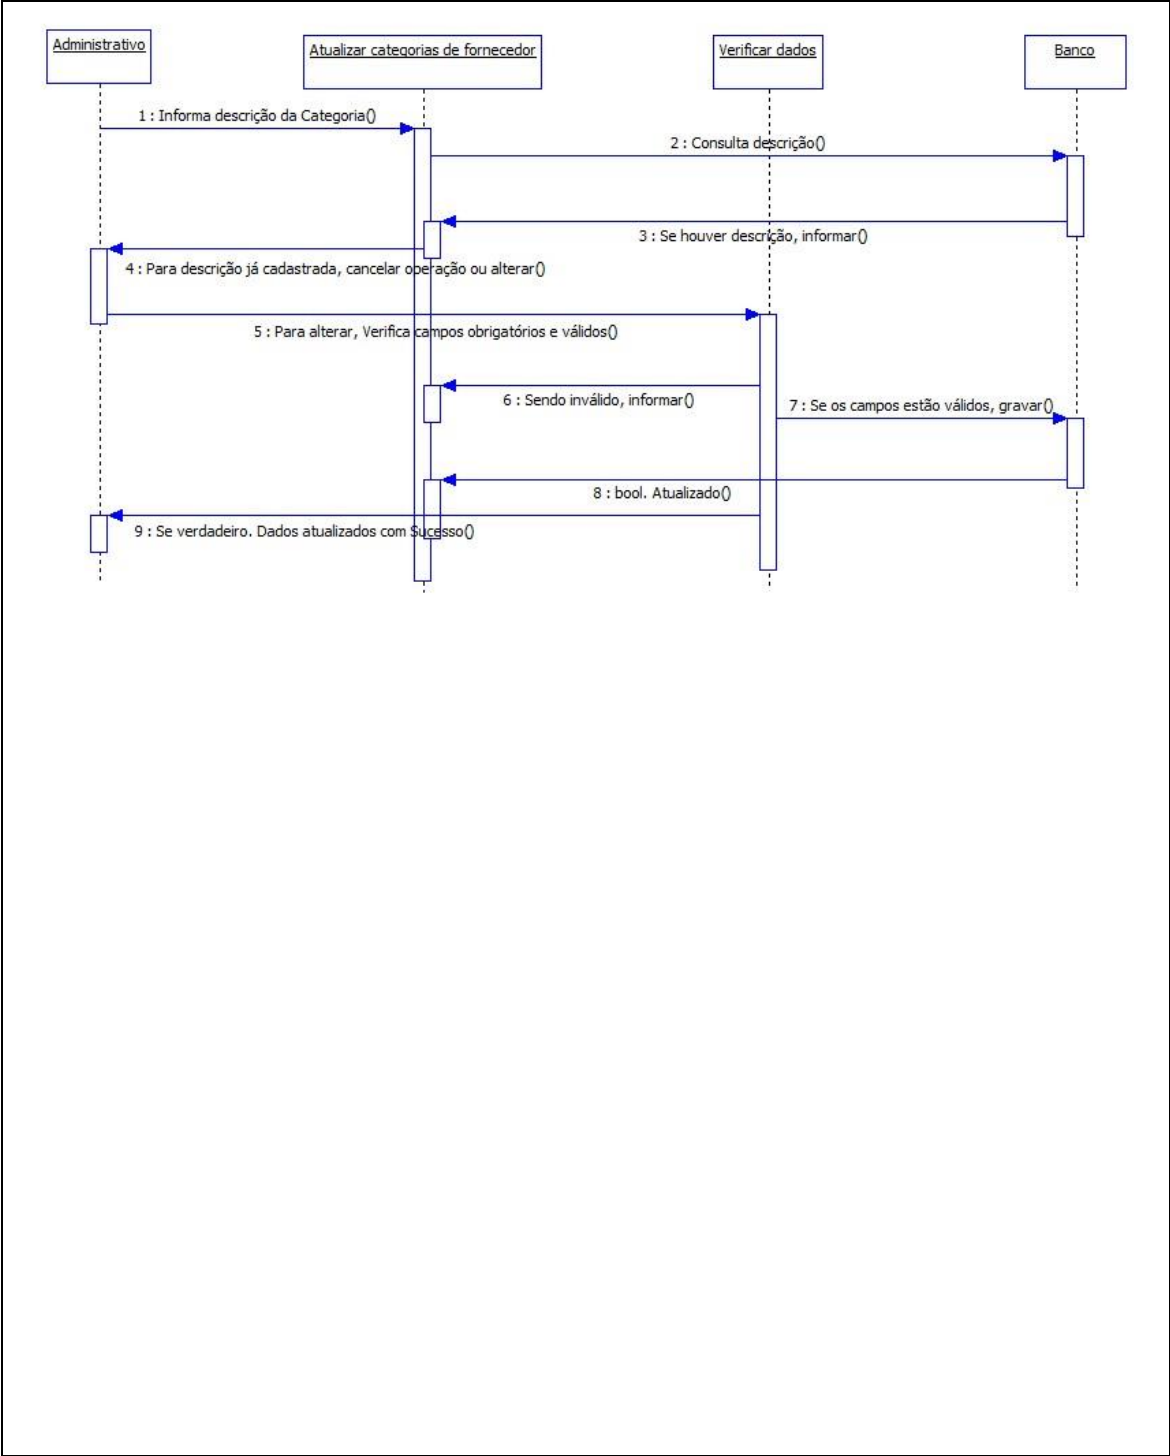 Administrativo
Atualizar categorias de fornecedor
Verificar dados
Banco
1 : Informa descrição da Categoria()
2 : Consulta descrição()
3 : Se houver descrição, informar()
4 : Para descrição já cadastrada, cancelar operação ou alterar()
5 : Para alterar, Verifica campos obrigatórios e válidos()
6 : Sendo inválido, informar()
7 : Se os campos estão válidos, gravar()
8 : bool. Atualizado()
9 : Se verdadeiro. Dados atualizados com Sucesso()